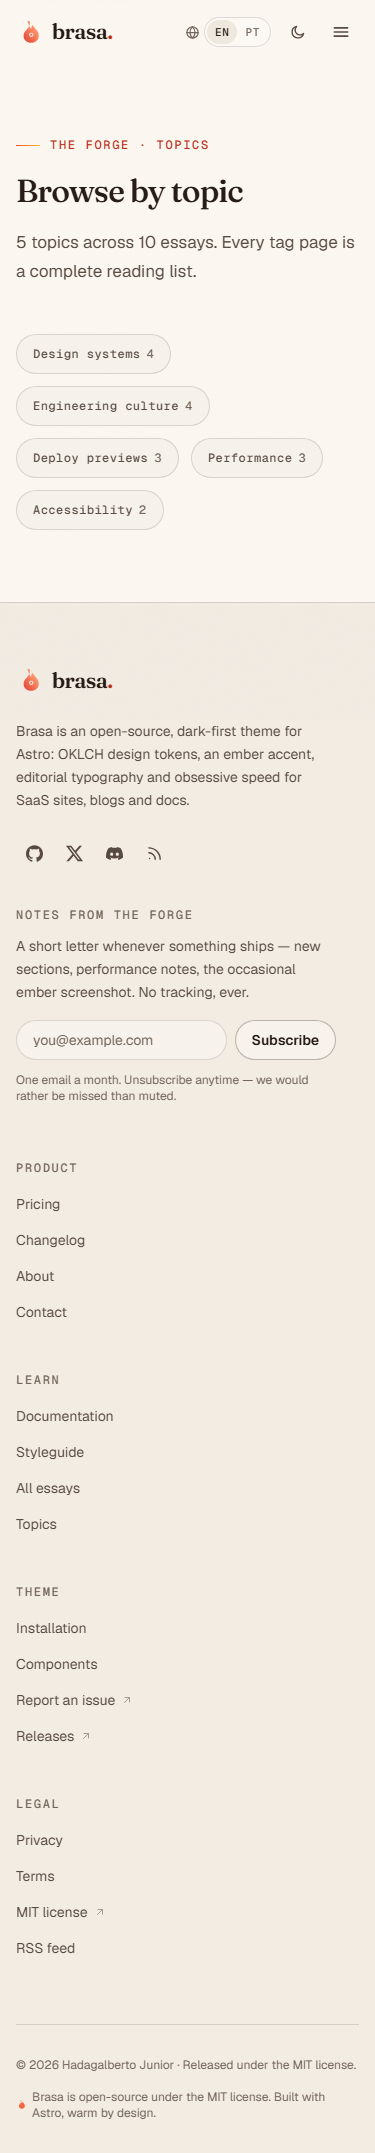 brasa.
EN PT
THE FORGE · TOPICS
Browse by topic
5 topics across 10 essays. Every tag page is
a complete reading list.
Design systems 4
Engineering culture 4
Deploy previews 3 Performance 3
Accessibility 2
brasa.
Brasa is an open-source, dark-first theme for
Astro: OKLCH design tokens, an ember accent,
editorial typography and obsessive speed for
SaaS sites, blogs and docs.
NOTES FROM THE FORGE
A short letter whenever something ships — new
sections, performance notes, the occasional
ember screenshot. No tracking, ever.
you@example.com Subscribe
One email a month. Unsubscribe anytime — we would
rather be missed than muted.
PRODUCT
Pricing
Changelog
About
Contact
LEARN
Documentation
Styleguide
All essays
Topics
THEME
Installation
Components
Report an issue ↗
Releases ↗
LEGAL
Privacy
Terms
MIT license ↗
RSS feed
© 2026 Hadagalberto Junior · Released under the MIT license.
Brasa is open-source under the MIT license. Built with
Astro, warm by design.